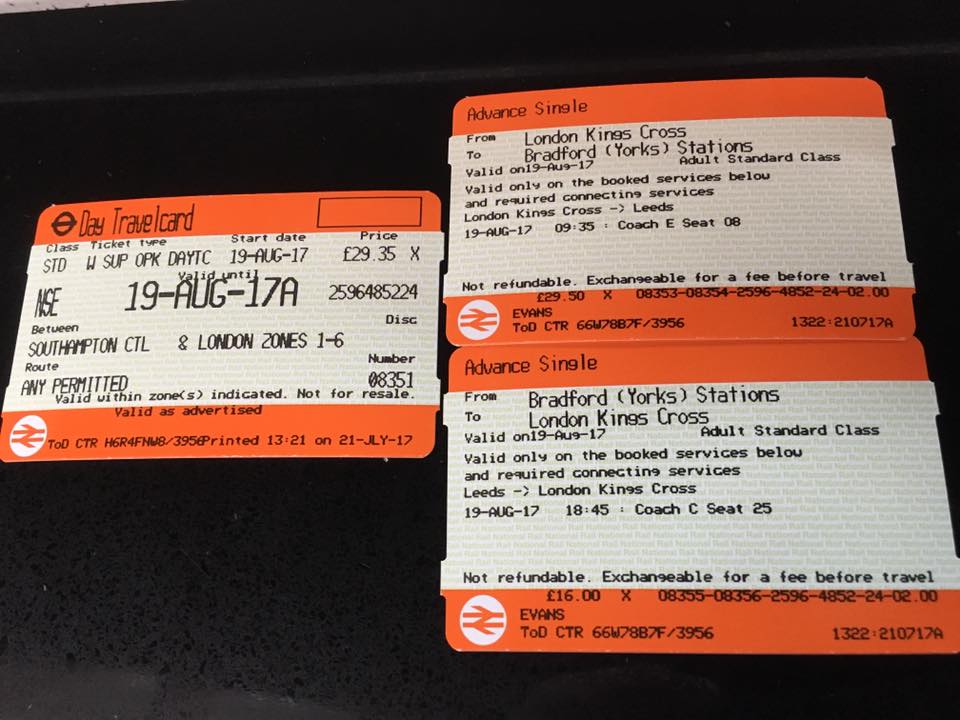 Day Travelcard
Class Ticket type Start date Price
STD W SUP OPK DAYTC 19-AUG-17 £29.35 X
Valid until
NSE 19-AUG-17A 2596485224
Between Disc
SOUTHAMPTON CTL & LONDON ZONES 1-6
Route Number
ANY PERMITTED 08351
Valid within zone(s) indicated. Not for resale.
Valid as advertised
ToD CTR H6R4FNW8/3956Printed 13:21 on 21-JLY-17
Advance Single
From London Kings Cross
To Bradford (Yorks) Stations
Valid on19-Aug-17 Adult Standard Class
Valid only on the booked services below
and required connecting services
London Kings Cross -> Leeds
19-AUG-17 09:35 : Coach E Seat 08
Not refundable. Exchangeable for a fee before travel
£29.50 X 08353-08354-2596-4852-24-02.00
EVANS
ToD CTR 66W78B7F/3956 1322:210717A
Advance Single
From Bradford (Yorks) Stations
To London Kings Cross
Valid on19-Aug-17 Adult Standard Class
Valid only on the booked services below
and required connecting services
Leeds -> London Kings Cross
19-AUG-17 18:45 : Coach C Seat 25
Not refundable. Exchangeable for a fee before travel
£16.00 X 08355-08356-2596-4852-24-02.00
EVANS
ToD CTR 66W78B7F/3956 1322:210717A